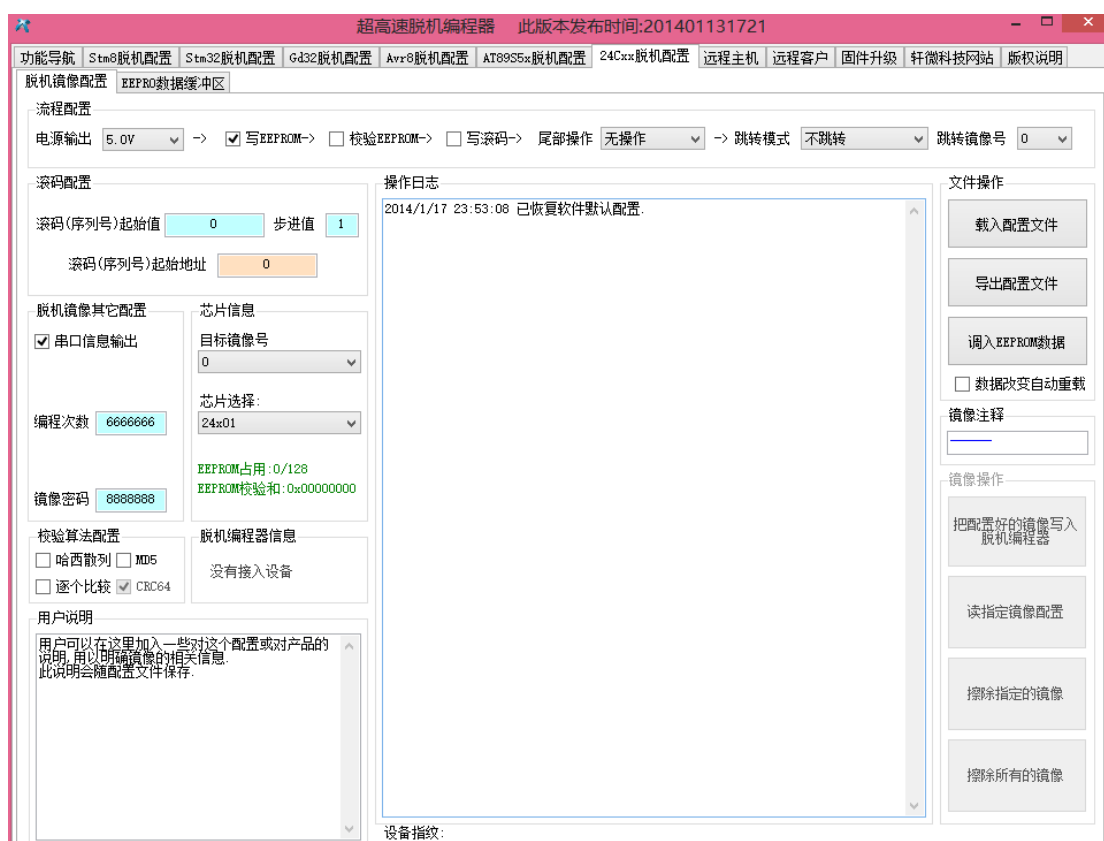 超高速脱机编程器 此版本发布时间:201401131721
功能导航 Stm8脱机配置 Stm32脱机配置 Gd32脱机配置 Avr8脱机配置 AT89S5x脱机配置 24Cxx脱机配置 远程主机 远程客户 固件升级 轩微科技网站 版权说明
脱机镜像配置 EEPRO数据缓冲区
流程配置
电源输出 5.0V -> 写EEPROM-> 校验EEPROM-> 写滚码-> 尾部操作 无操作 -> 跳转模式 不跳转 跳转镜像号 0
滚码配置
滚码(序列号)起始值 0 步进值 1
滚码(序列号)起始地址 0
脱机镜像其它配置
串口信息输出
编程次数 6666666
镜像密码 8888888
芯片信息
目标镜像号
0
芯片选择:
24x01
EEPROM占用:0/128
EEPROM校验和:0x00000000
校验算法配置
哈西散列 MD5
逐个比较 CRC64
脱机编程器信息
没有接入设备
用户说明
用户可以在这里加入一些对这个配置或对产品的
说明,用以明确镜像的相关信息.
此说明会随配置文件保存.
操作日志
2014/1/17 23:53:08 已恢复软件默认配置.
设备指纹:
文件操作
载入配置文件
导出配置文件
调入EEPROM数据
数据改变自动重载
镜像注释
镜像操作
把配置好的镜像写入
脱机编程器
读指定镜像配置
擦除指定的镜像
擦除所有的镜像